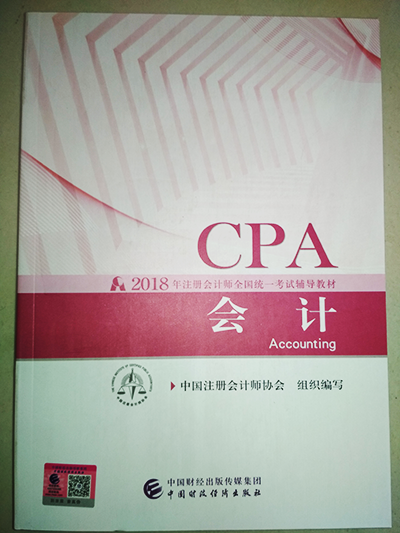 CPA
2018年注册会计师全国统一考试辅导教材
会 计
Accounting
中国注册会计师协会 组织编写
中国财经出版传媒集团
中国财政经济出版社